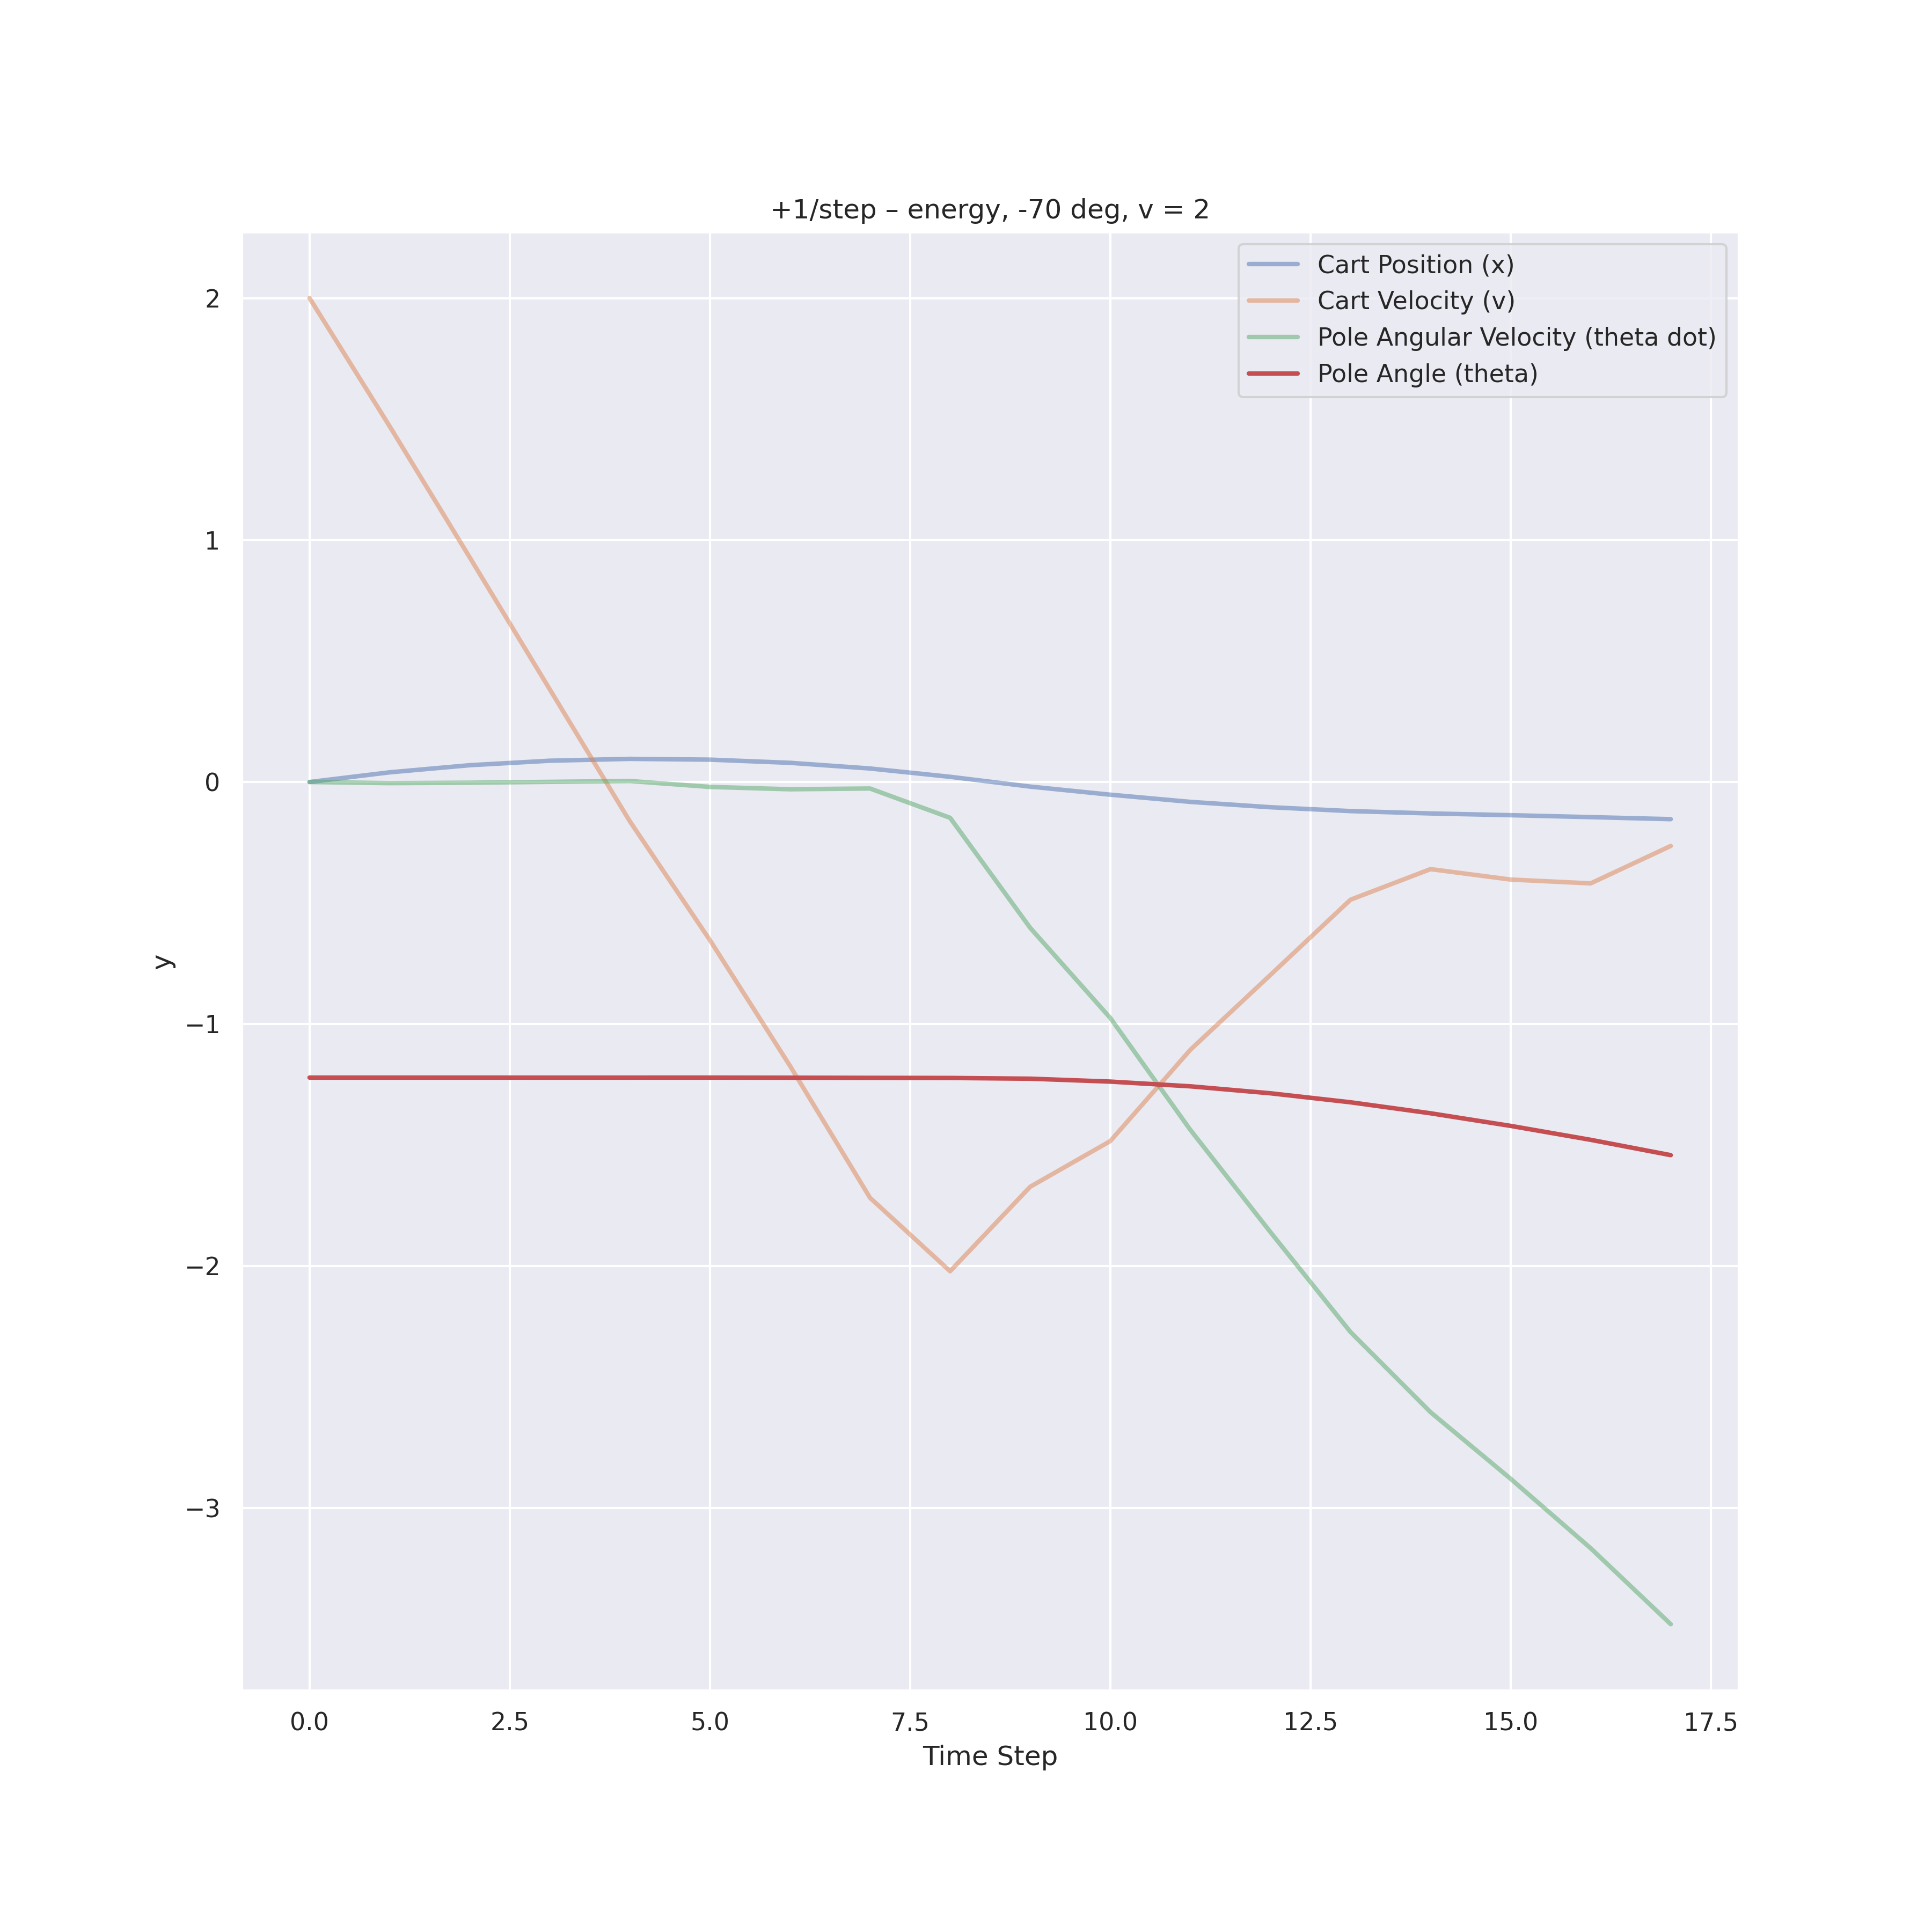 +1/step – energy, -70 deg, v = 2
Cart Position (x)
Cart Velocity (v)
Pole Angular Velocity (theta dot)
Pole Angle (theta)
2
1
0
−1
−2
−3
y
0.0 2.5 5.0 7.5 10.0 12.5 15.0 17.5
Time Step